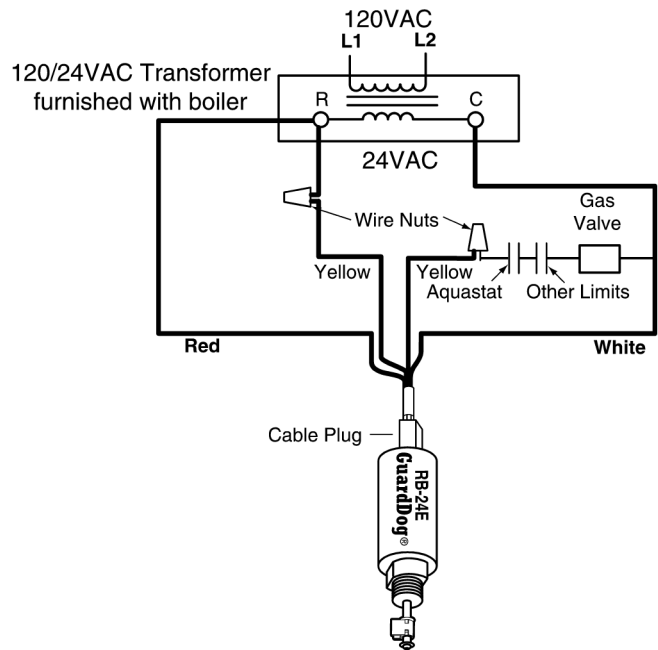 120VAC
L1 L2
120/24VAC Transformer
furnished with boiler
R C
24VAC
Gas
Valve
Wire Nuts
Yellow Yellow
Aquastat Other Limits
Red White
Cable Plug
RB-24E
GuardDog®